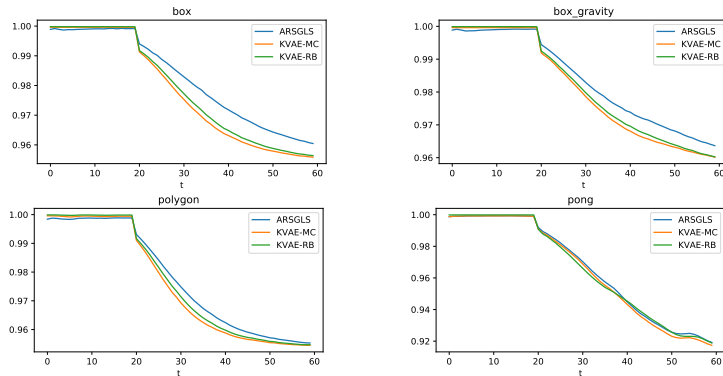 box
1.00
0.99
0.98
0.97
0.96
0 10 20 30 40 50 60
t
ARSGLS
KVAE-MC
KVAE-RB
box_gravity
1.00
0.99
0.98
0.97
0.96
0 10 20 30 40 50 60
t
ARSGLS
KVAE-MC
KVAE-RB
polygon
1.00
0.99
0.98
0.97
0.96
0 10 20 30 40 50 60
t
ARSGLS
KVAE-MC
KVAE-RB
pong
1.00
0.98
0.96
0.94
0.92
0 10 20 30 40 50 60
t
ARSGLS
KVAE-MC
KVAE-RB